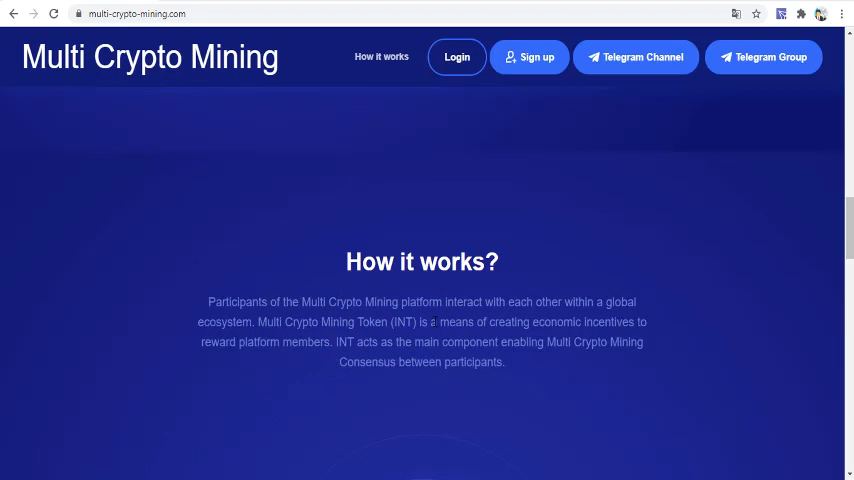 multi-crypto-mining.com
Multi Crypto Mining
How it works
Login
Sign up
Telegram Channel
Telegram Group
How it works?
Participants of the Multi Crypto Mining platform interact with each other within a global
ecosystem. Multi Crypto Mining Token (INT) is a means of creating economic incentives to
reward platform members. INT acts as the main component enabling Multi Crypto Mining
Consensus between participants.